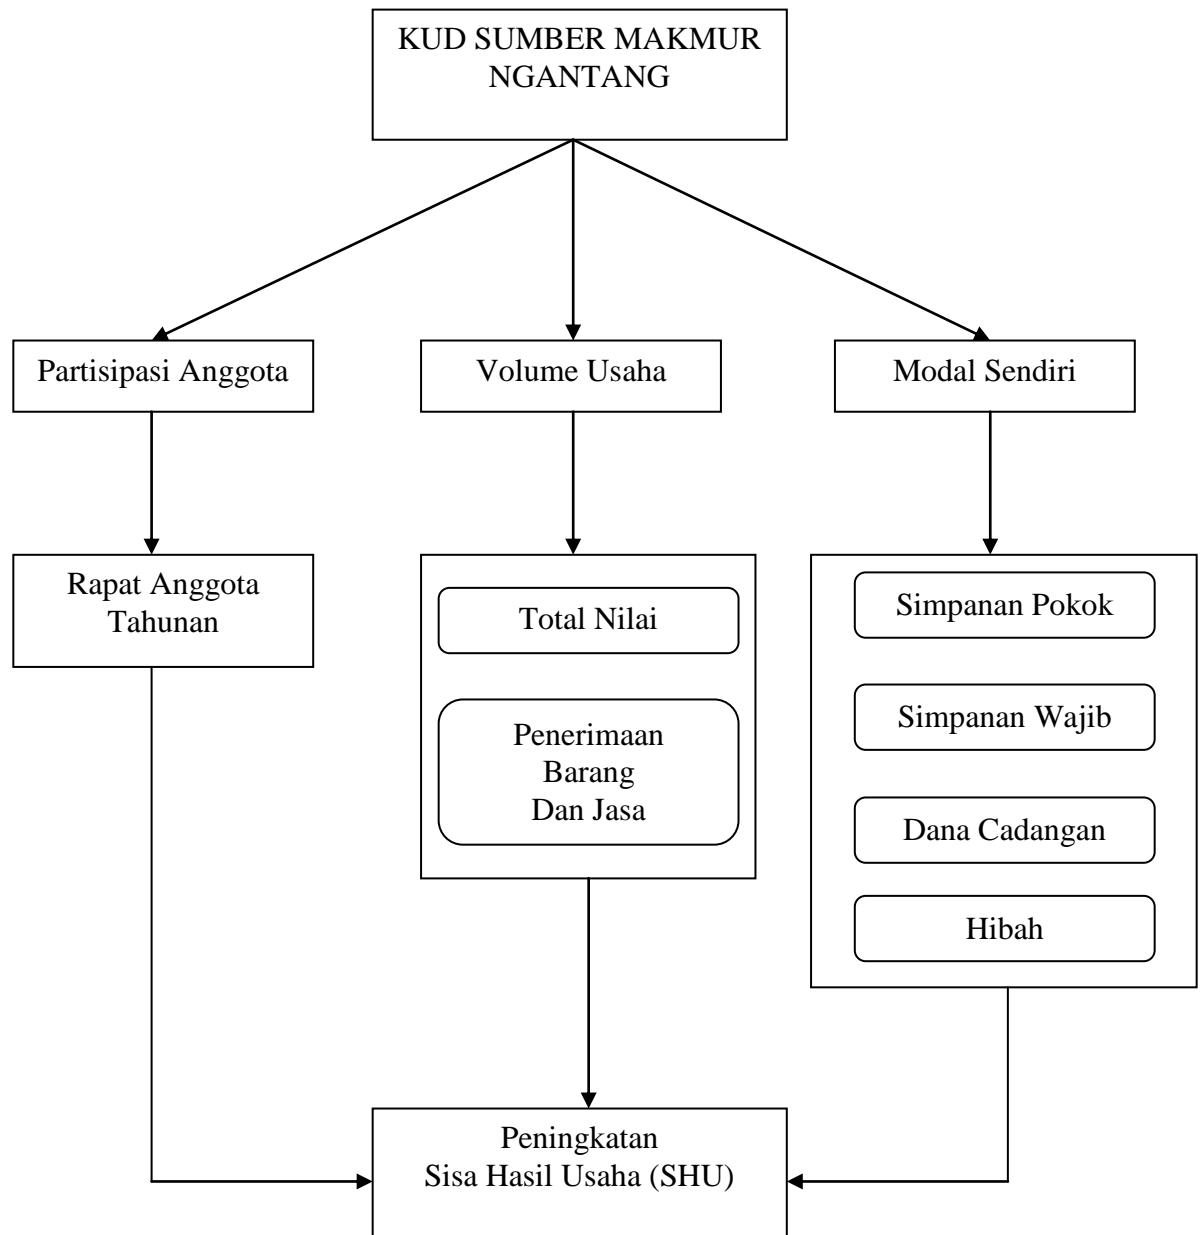 KUD SUMBER MAKMUR
NGANTANG
Partisipasi Anggota
Volume Usaha
Modal Sendiri
Rapat Anggota
Tahunan
Total Nilai
Penerimaan
Barang
Dan Jasa
Simpanan Pokok
Simpanan Wajib
Dana Cadangan
Hibah
Peningkatan
Sisa Hasil Usaha (SHU)